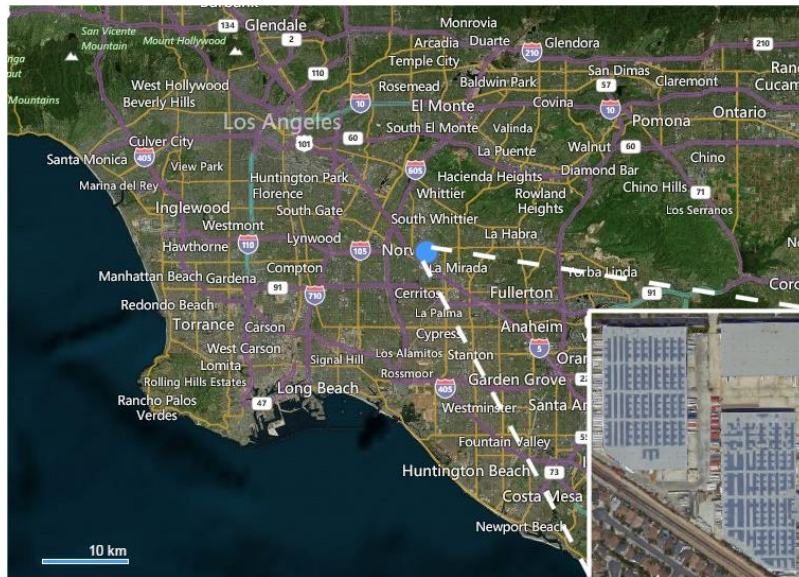 134
Glendale
Monrovia
San Vicente
Mountain
Mount Hollywood
2
Arcadia
Duarte
210
Glendora
210
Temple City
110
San Dimas
Mountains
West Hollywood
Rosemead
Baldwin Park
57
Claremont
Beverly Hills
10
El Monte
Covina
10
Ontario
Los Angeles
Pomona
Culver City
101
60
South El Monte
Valinda
Walnut
60
Santa Monica
405
View Park
La Puente
Chino
605
Diamond Bar
Marina del Rey
Huntington Park
Hacienda Heights
Chino Hills
71
Florence
Whittier
Rowland
Heights
Inglewood
South Gate
Los Serranos
Westmont
South Whittier
La Habra
Hawthorne
110
Lynwood
105
La Mirada
Yorba Linda
Manhattan Beach
Gardena
Compton
91
710
Cerritos
Fullerton
91
Redondo Beach
La Palma
Torrance
Carson
Cypress
Anaheim
West Carson
Signal Hill
Los Alamitos
Stanton
5
Lomita
Rossmoor
Rolling Hills Estates
Long Beach
405
Garden Grove
Rancho Palos
Verdes
47
Westminster
Fountain Valley
Huntington Beach
73
Costa Mesa
Newport Beach
10 km